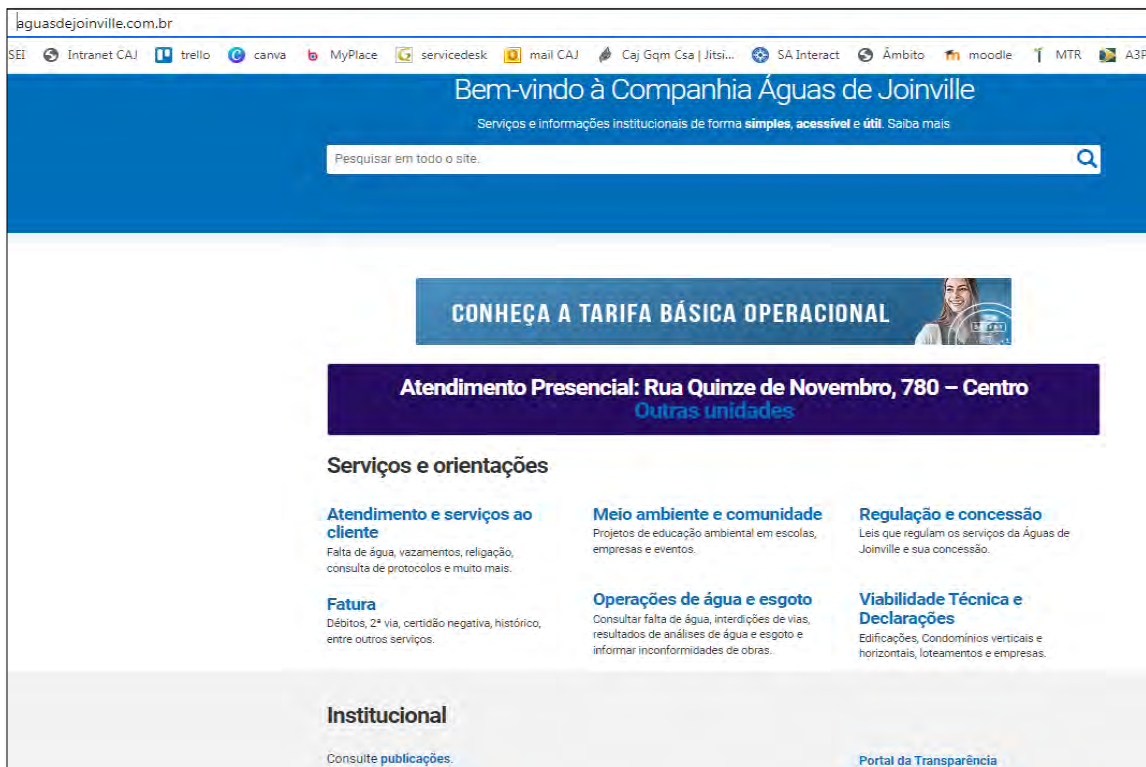 aguasdejoinville.com.br
SEI Intranet CAJ trello canva MyPlace servicedesk mail CAJ Caj Gqm Csa | Jitsi... SA Interact Âmbito moodle MTR A3P
Bem-vindo à Companhia Águas de Joinville
Serviços e informações institucionais de forma simples, acessível e útil. Saiba mais
Pesquisar em todo o site.
CONHEÇA A TARIFA BÁSICA OPERACIONAL
Atendimento Presencial: Rua Quinze de Novembro, 780 – Centro
Outras unidades
Serviços e orientações
Atendimento e serviços ao
cliente
Falta de água, vazamentos, religação,
consulta de protocolos e muito mais.
Meio ambiente e comunidade
Projetos de educação ambiental em escolas,
empresas e eventos.
Regulação e concessão
Leis que regulam os serviços da Águas de
Joinville e sua concessão.
Fatura
Débitos, 2ª via, certidão negativa, histórico,
entre outros serviços.
Operações de água e esgoto
Consultar falta de água, interdições de vias,
resultados de análises de água e esgoto e
informar inconformidades de obras.
Viabilidade Técnica e
Declarações
Edificações, Condomínios verticais e
horizontais, loteamentos e empresas.
Institucional
Consulte publicações.
Portal da Transparência